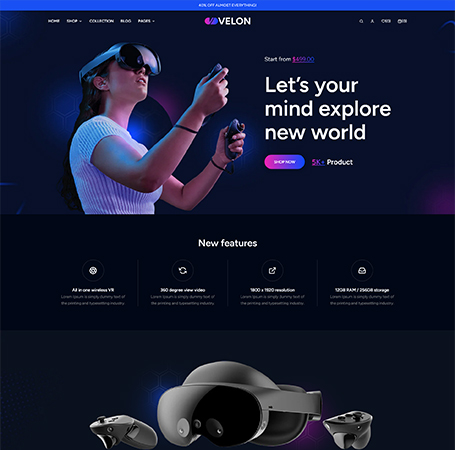 40% OFF ALMOST EVERYTHING!
HOME SHOP COLLECTION BLOG PAGES
VELON
Start from $499.00
Let's your
mind explore
new world
SHOP NOW
5K+ Product
New features
All in one wireless VR
Lorem Ipsum is simply dummy text of
the printing and typesetting industry
360 degree view video
Lorem Ipsum is simply dummy text of
the printing and typesetting industry
1800 x 1920 resolution
Lorem Ipsum is simply dummy text of
the printing and typesetting industry
12GB RAM / 256GB storage
Lorem Ipsum is simply dummy text of
the printing and typesetting industry